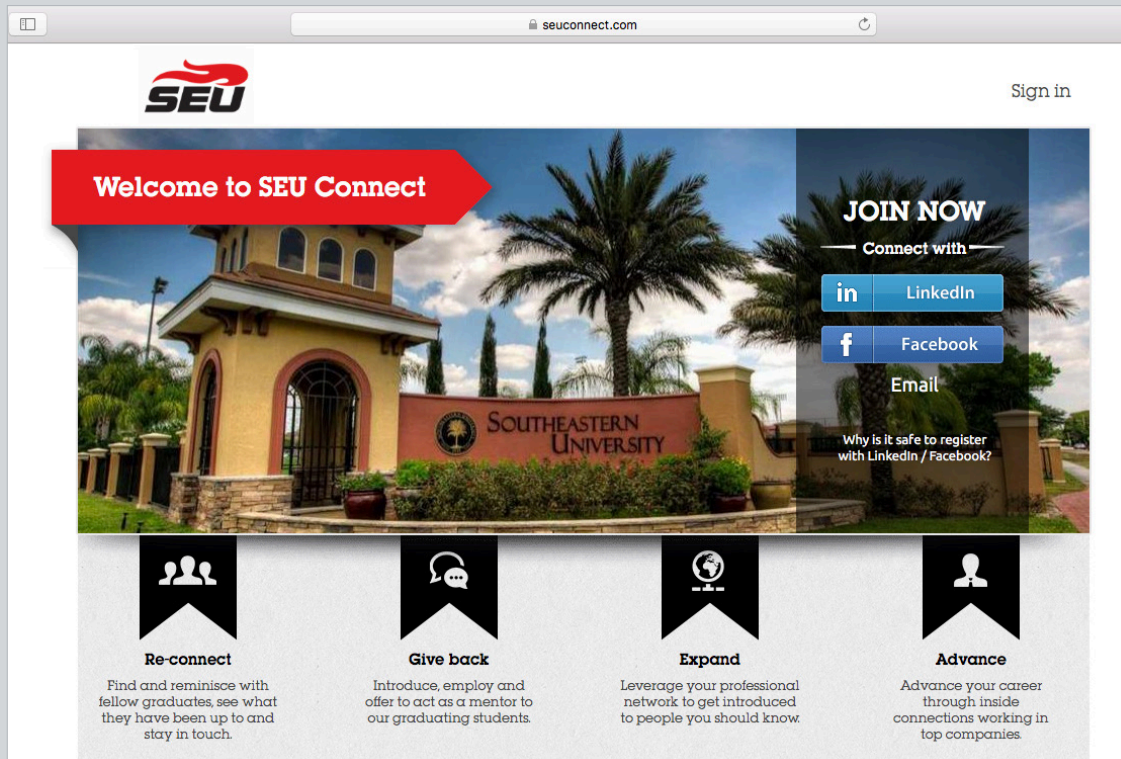 seuconnect.com
SEU
Sign in
Welcome to SEU Connect
JOIN NOW
Connect with
in LinkedIn
f Facebook
Email
Why is it safe to register
with LinkedIn / Facebook?
SOUTHEASTERN
UNIVERSITY
Re-connect
Find and reminisce with
fellow graduates, see what
they have been up to and
stay in touch.
Give back
Introduce, employ and
offer to act as a mentor to
our graduating students.
Expand
Leverage your professional
network to get introduced
to people you should know.
Advance
Advance your career
through inside
connections working in
top companies.